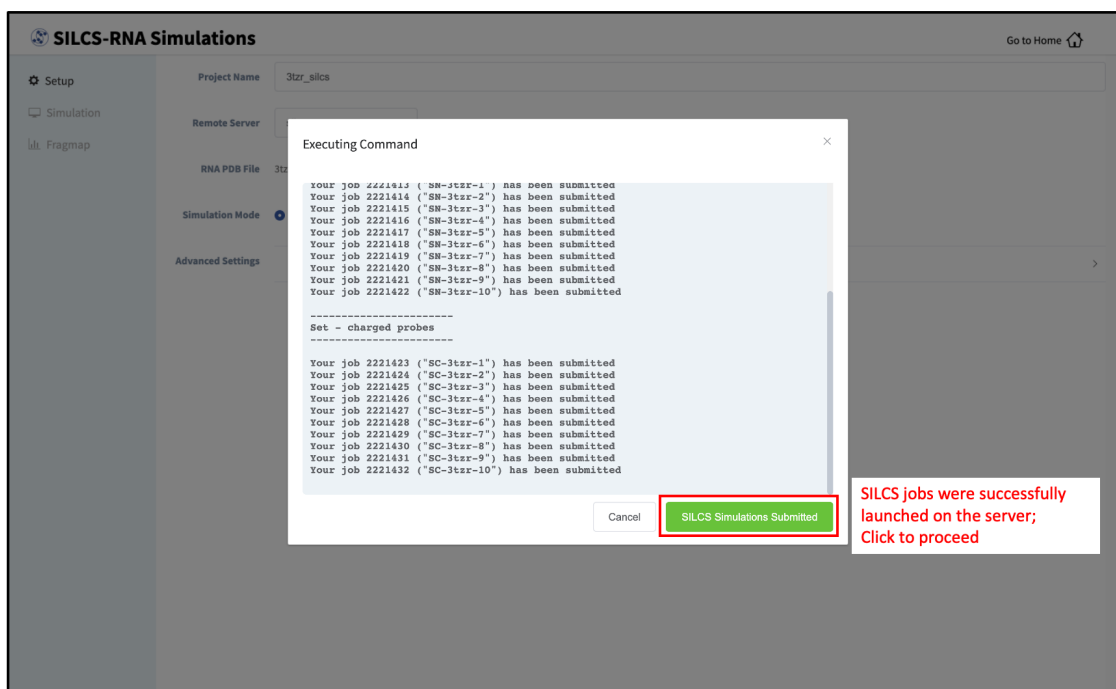 SILCS-RNA Simulations
Go to Home
Setup
Project Name
3tzr_silcs
Simulation
Remote Server
Fragmap
RNA PDB File
3tz
Simulation Mode
Advanced Settings
Executing Command
Your job 2221413 ("SN-3tzr-1") has been submitted
Your job 2221414 ("SN-3tzr-2") has been submitted
Your job 2221415 ("SN-3tzr-3") has been submitted
Your job 2221416 ("SN-3tzr-4") has been submitted
Your job 2221417 ("SN-3tzr-5") has been submitted
Your job 2221418 ("SN-3tzr-6") has been submitted
Your job 2221419 ("SN-3tzr-7") has been submitted
Your job 2221420 ("SN-3tzr-8") has been submitted
Your job 2221421 ("SN-3tzr-9") has been submitted
Your job 2221422 ("SN-3tzr-10") has been submitted
-----------------------
Set - charged probes
-----------------------
Your job 2221423 ("SC-3tzr-1") has been submitted
Your job 2221424 ("SC-3tzr-2") has been submitted
Your job 2221425 ("SC-3tzr-3") has been submitted
Your job 2221426 ("SC-3tzr-4") has been submitted
Your job 2221427 ("SC-3tzr-5") has been submitted
Your job 2221428 ("SC-3tzr-6") has been submitted
Your job 2221429 ("SC-3tzr-7") has been submitted
Your job 2221430 ("SC-3tzr-8") has been submitted
Your job 2221431 ("SC-3tzr-9") has been submitted
Your job 2221432 ("SC-3tzr-10") has been submitted
Cancel
SILCS Simulations Submitted
SILCS jobs were successfully
launched on the server;
Click to proceed